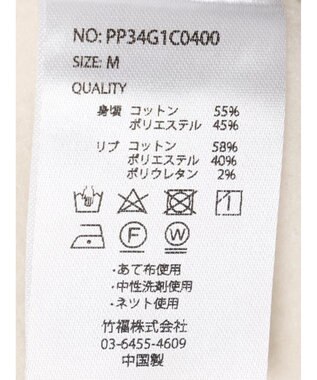 NO: PP34G1C0400
SIZE: M
QUALITY
身頃 コットン 55%
ポリエステル 45%
リブ コットン 58%
ポリエステル 40%
ポリウレタン 2%
F W
・あて布使用
・中性洗剤使用
・ネット使用
竹福株式会社
03-6455-4609
中国製